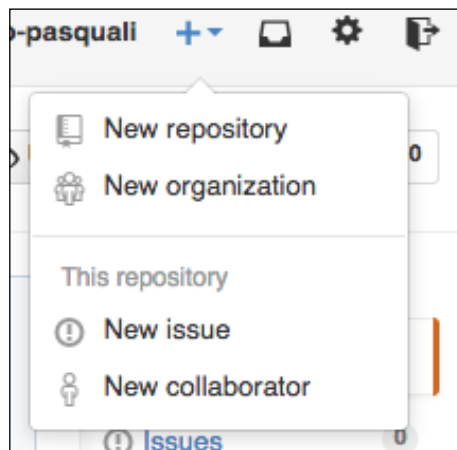 o-pasquali
New repository
0
New organization
This repository
New issue
New collaborator
Issues
0